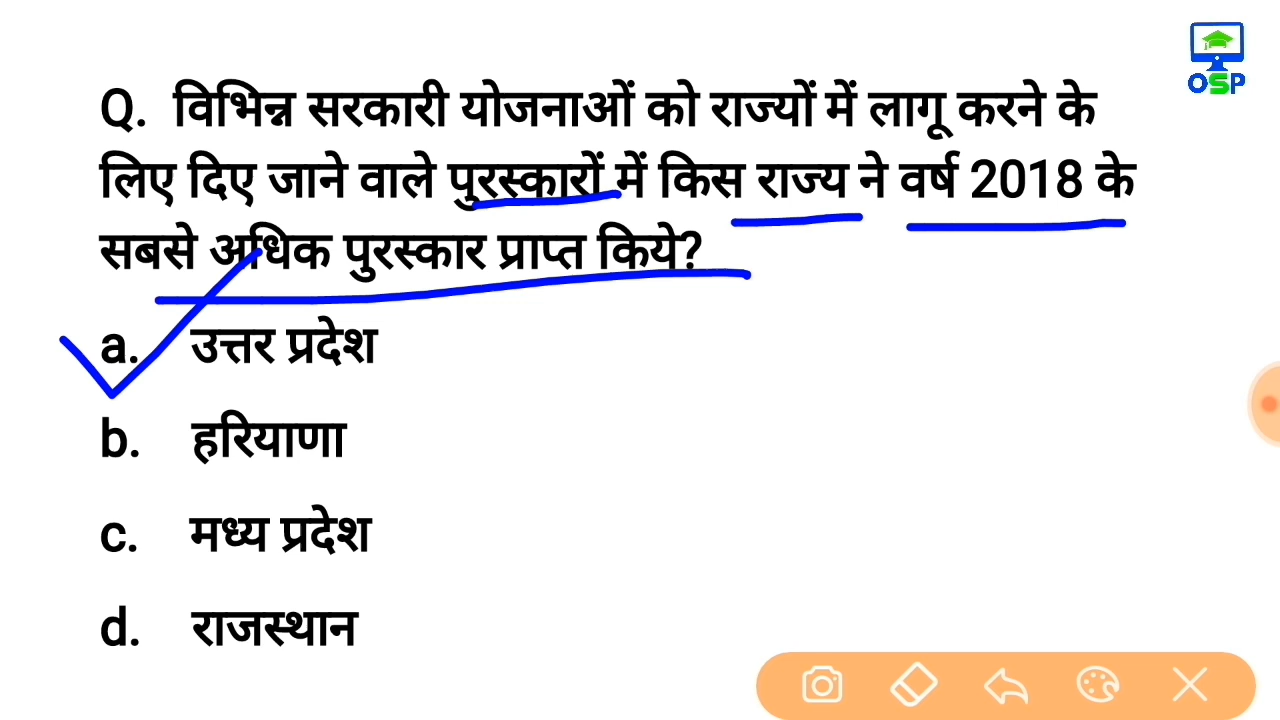 OSP
Q. विभिन्न सरकारी योजनाओं को राज्यों में लागू करने के
लिए दिए जाने वाले पुरस्कारों में किस राज्य ने वर्ष 2018 के
सबसे अधिक पुरस्कार प्राप्त किये?
a. उत्तर प्रदेश
b. हरियाणा
c. मध्य प्रदेश
d. राजस्थान